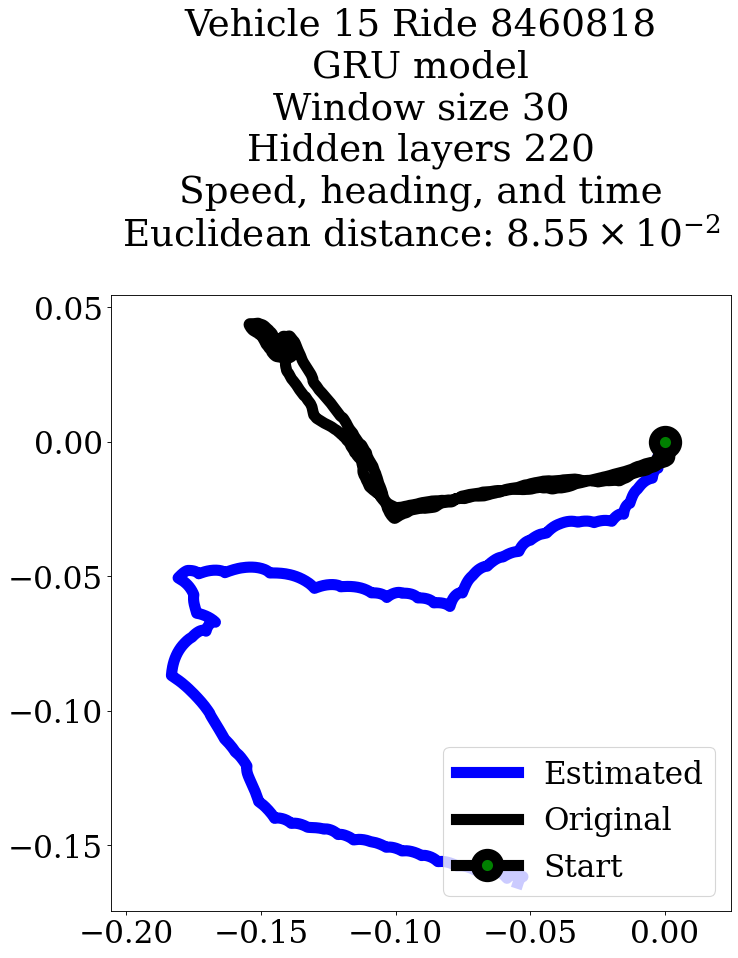 Vehicle 15 Ride 8460818
GRU model
Window size 30
Hidden layers 220
Speed, heading, and time
Euclidean distance: 8.55 × 10⁻²
0.05
0.00
−0.05
−0.10
−0.15
Estimated
Original
Start
−0.20 −0.15 −0.10 −0.05 0.00